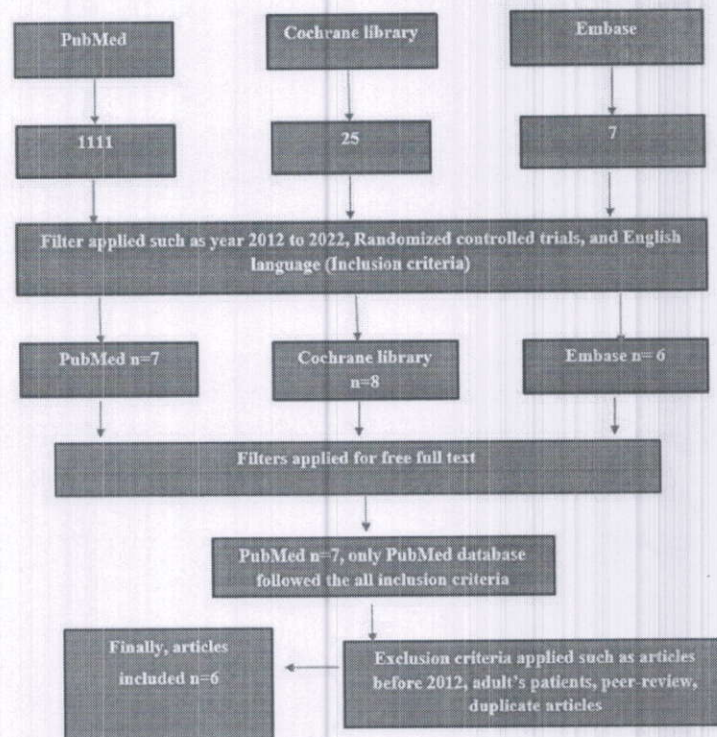 PubMed
Cochrane library
Embase
1111
25
7
Filter applied such as year 2012 to 2022, Randomized controlled trials, and English
language (Inclusion criteria)
PubMed n=7
Cochrane library
n=8
Embase n= 6
Filters applied for free full text
PubMed n=7, only PubMed database
followed the all inclusion criteria
Finally, articles
included n=6
Exclusion criteria applied such as articles
before 2012, adult's patients, peer-review,
duplicate articles